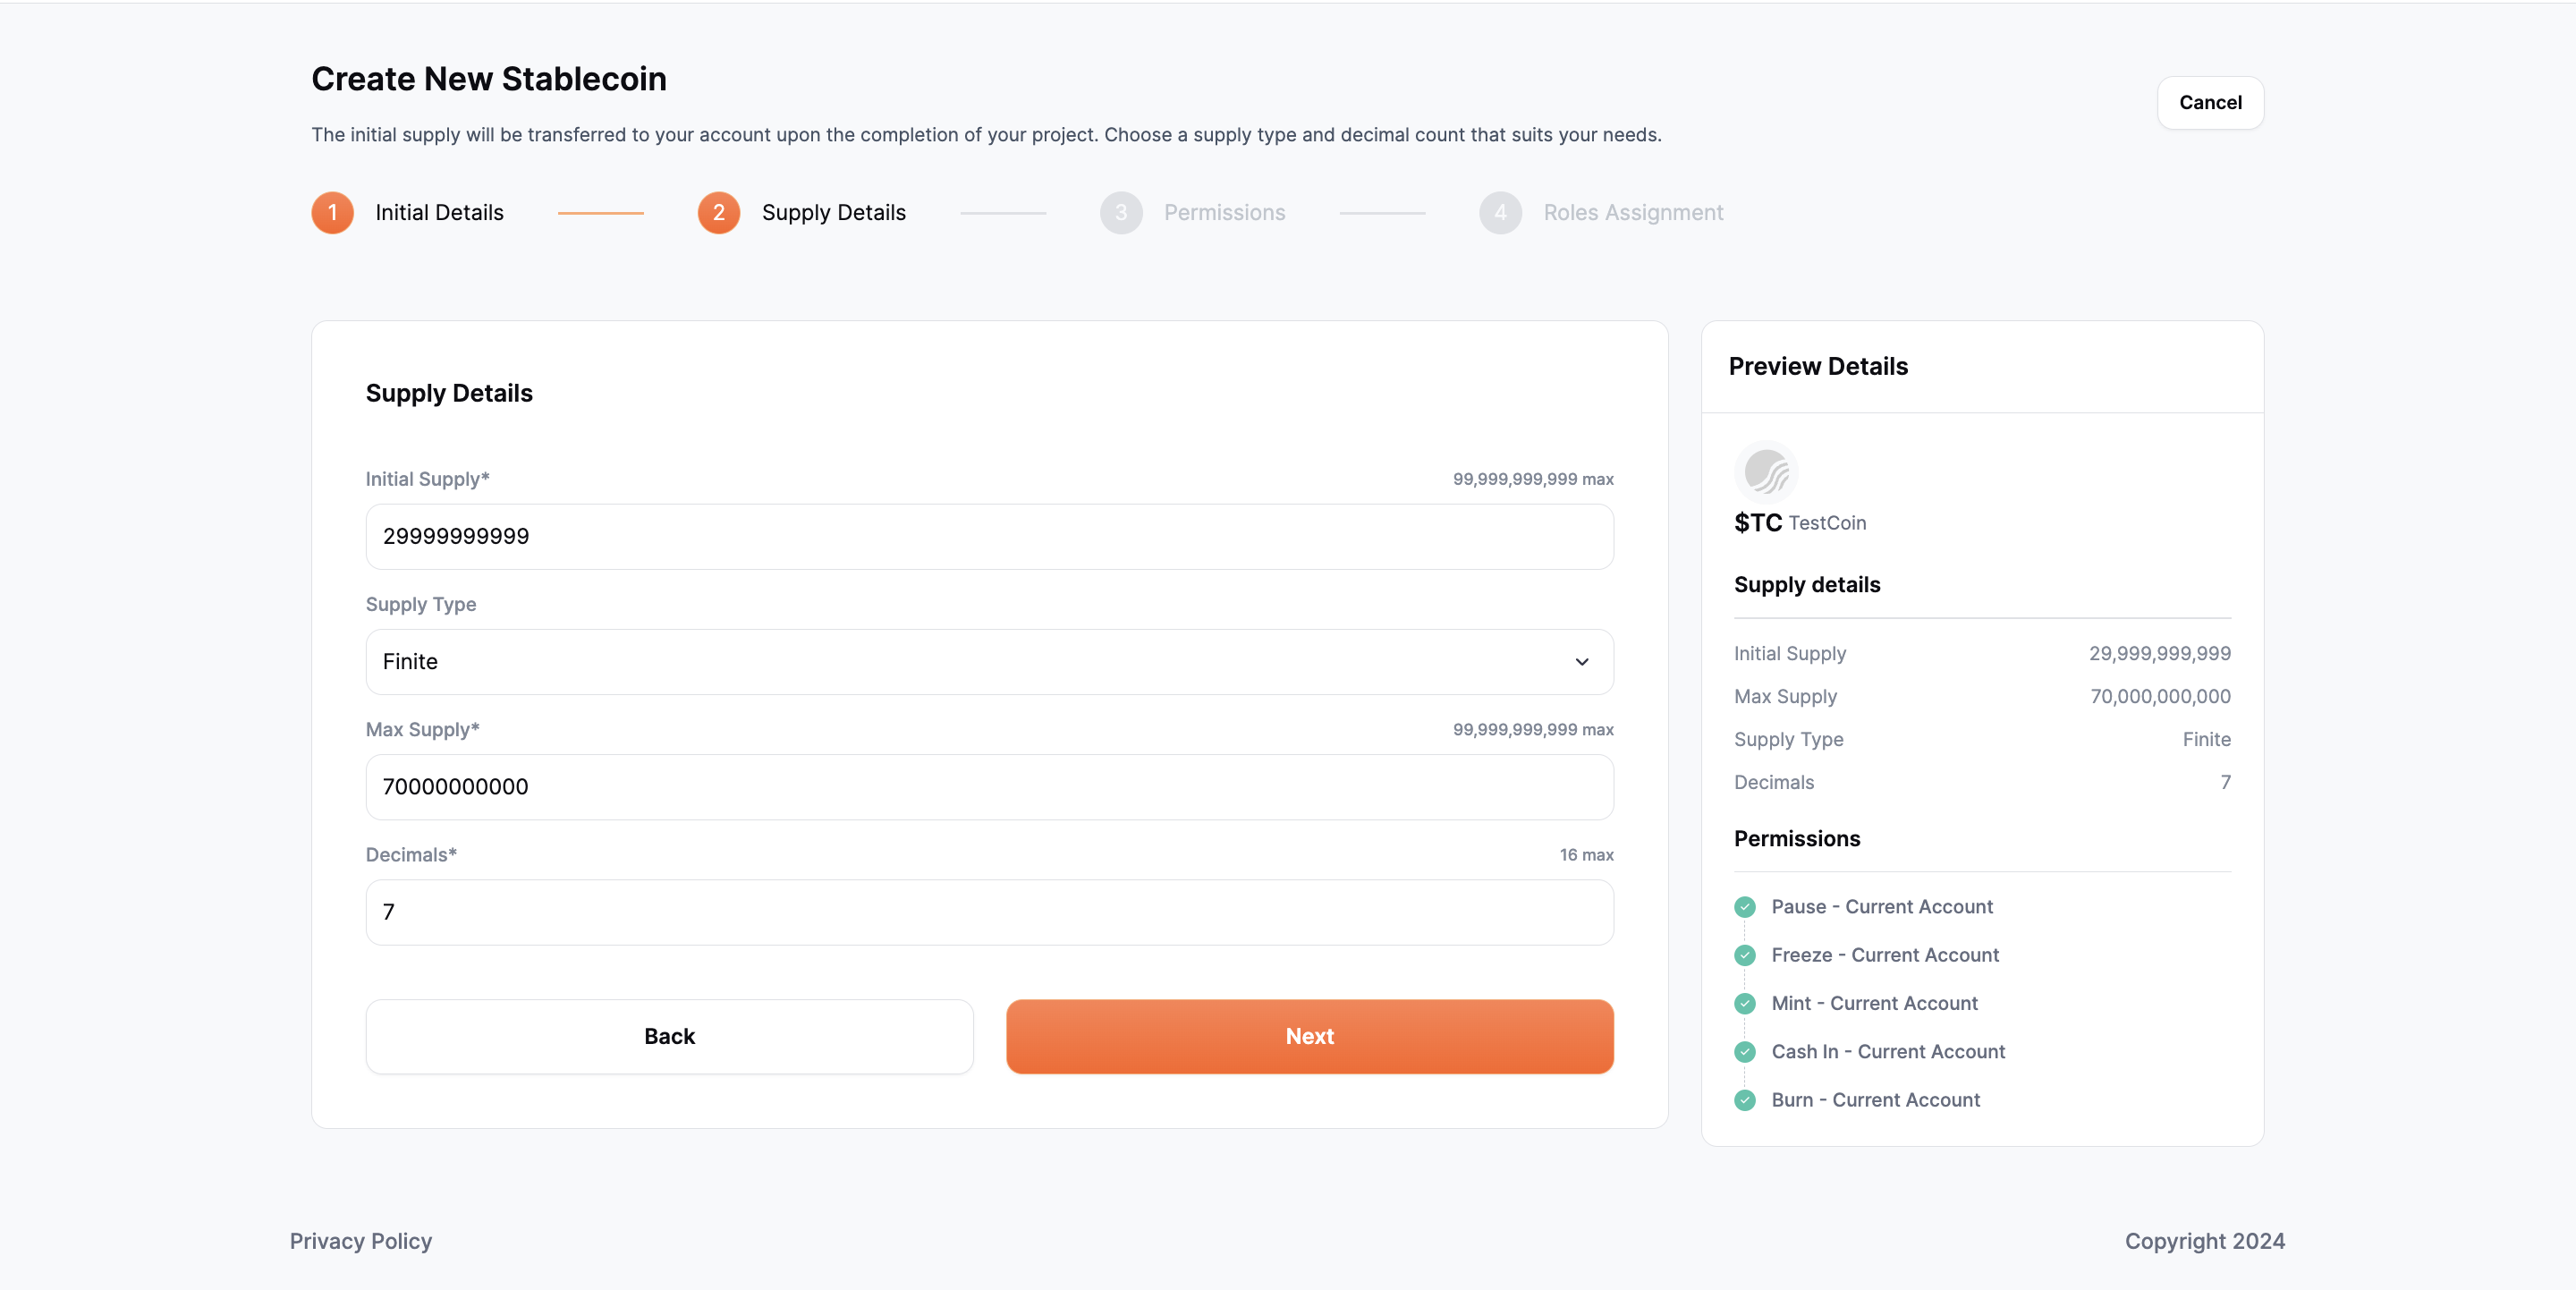 Create New Stablecoin
Cancel
The initial supply will be transferred to your account upon the completion of your project. Choose a supply type and decimal count that suits your needs.
1 Initial Details 2 Supply Details 3 Permissions 4 Roles Assignment
Supply Details
Initial Supply* 99,999,999,999 max
29999999999
Supply Type
Finite
Max Supply* 99,999,999,999 max
70000000000
Decimals* 16 max
7
Back Next
Preview Details
$TC TestCoin
Supply details
Initial Supply 29,999,999,999
Max Supply 70,000,000,000
Supply Type Finite
Decimals 7
Permissions
Pause - Current Account
Freeze - Current Account
Mint - Current Account
Cash In - Current Account
Burn - Current Account
Privacy Policy Copyright 2024